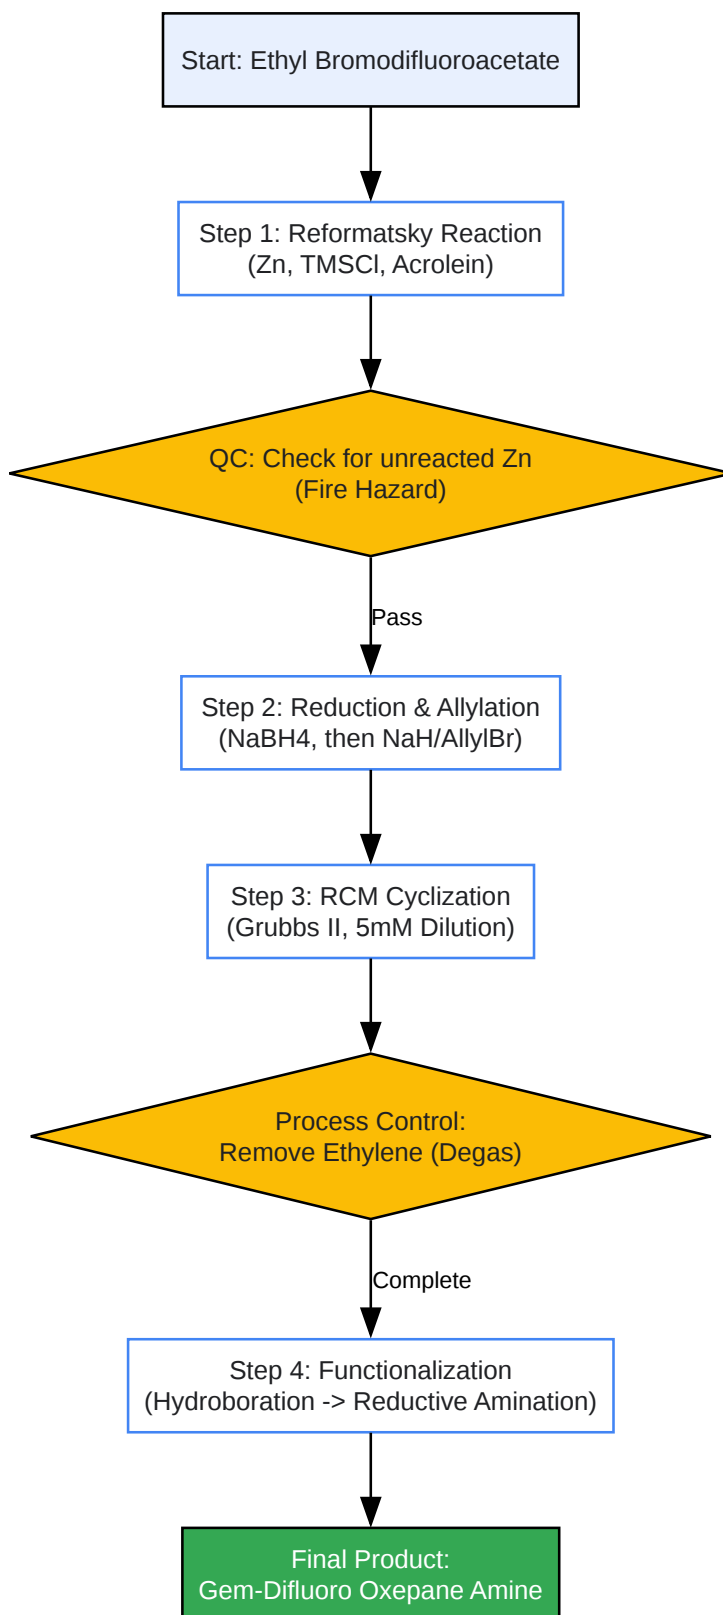 Start: Ethyl Bromodifluoroacetate
Step 1: Reformatsky Reaction
(Zn, TMSCl, Acrolein)
QC: Check for unreacted Zn
(Fire Hazard)
Pass
Step 2: Reduction & Allylation
(NaBH4, then NaH/AllylBr)
Step 3: RCM Cyclization
(Grubbs II, 5mM Dilution)
Process Control:
Remove Ethylene (Degas)
Complete
Step 4: Functionalization
(Hydroboration -> Reductive Amination)
Final Product:
Gem-Difluoro Oxepane Amine